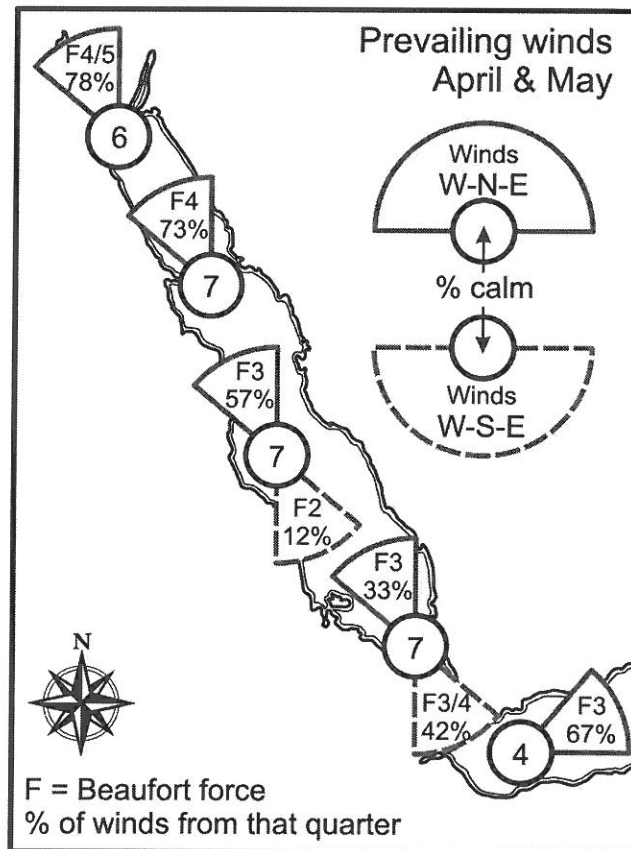 Prevailing winds
April & May
F4/5
78%
6
F4
73%
7
F3
57%
7
F2
12%
F3
33%
7
F3/4
42%
F3
67%
4
Winds
W-N-E
% calm
Winds
W-S-E
N
F = Beaufort force
% of winds from that quarter